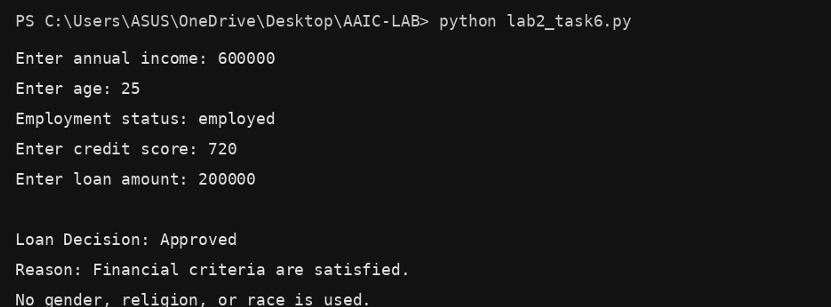 PS C:\Users\ASUS\OneDrive\Desktop\AAIC-LAB> python lab2_task6.py
Enter annual income: 600000
Enter age: 25
Employment status: employed
Enter credit score: 720
Enter loan amount: 200000
Loan Decision: Approved
Reason: Financial criteria are satisfied.
No gender, religion, or race is used.